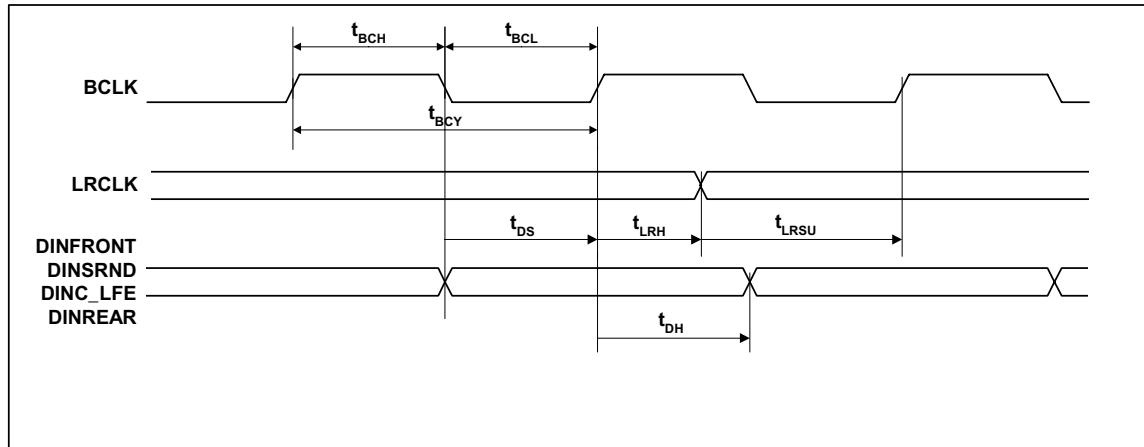 tBCH
tBCL
BCLK
tBCY
LRCLK
tDS
tLRH
tLRSU
DINFRONT
DINSRND
DINC_LFE
DINREAR
tDH